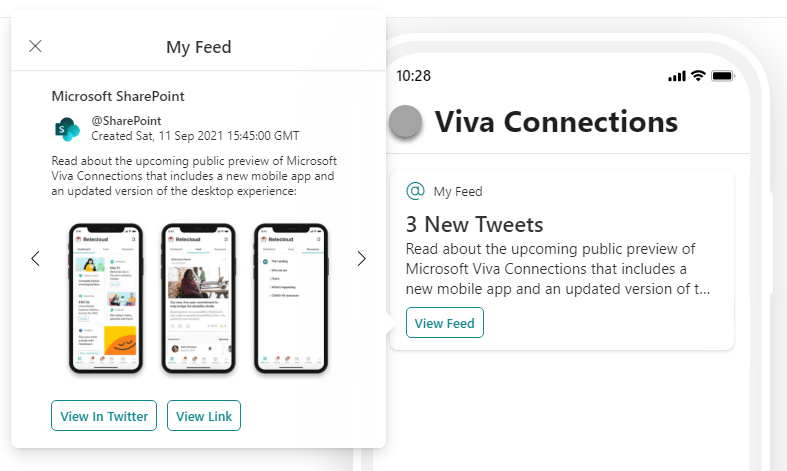 My Feed
Microsoft SharePoint
@SharePoint
Created Sat, 11 Sep 2021 15:45:00 GMT
Read about the upcoming public preview of Microsoft
Viva Connections that includes a new mobile app and
an updated version of the desktop experience:
Relecloud
Relecloud
Relecloud
View In Twitter
View Link
10:28
Viva Connections
My Feed
3 New Tweets
Read about the upcoming public preview of
Microsoft Viva Connections that includes a
new mobile app and an updated version of t...
View Feed